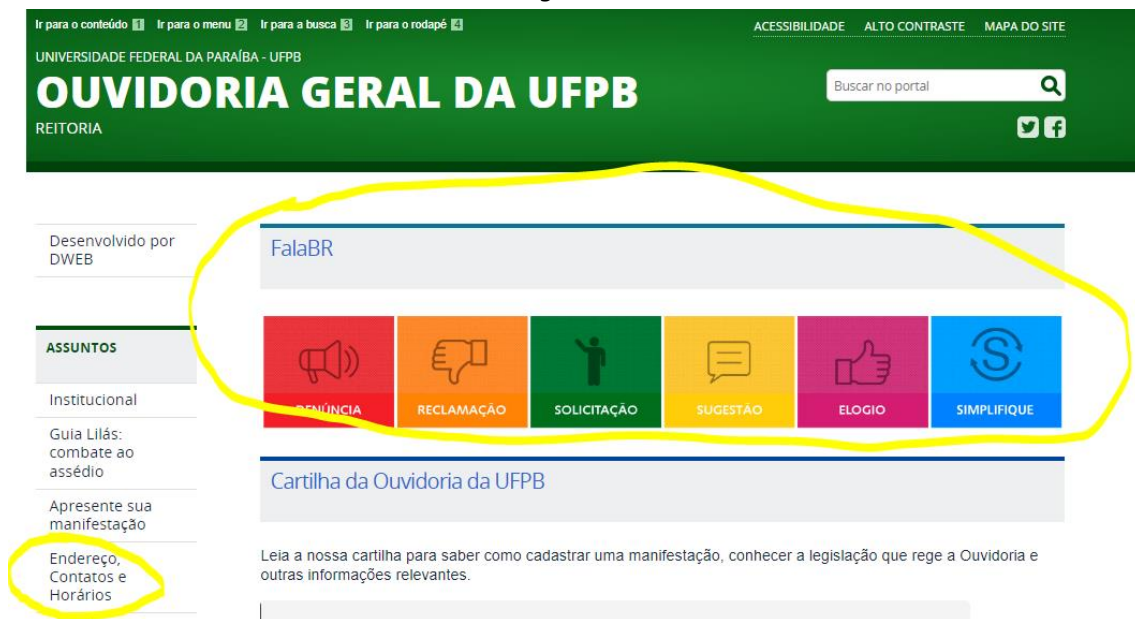 Ir para o conteúdo 1 Ir para o menu 2 Ir para a busca 3 Ir para o rodapé 4
ACESSIBILIDADE ALTO CONTRASTE MAPA DO SITE
UNIVERSIDADE FEDERAL DA PARAÍBA - UFPB
OUVIDORIA GERAL DA UFPB
REITORIA
Buscar no portal
Desenvolvido por
DWEB
ASSUNTOS
Institucional
Guia Lilás:
combate ao
assédio
Apresente sua
manifestação
Endereço,
Contatos e
Horários
FalaBR
DENÚNCIA RECLAMAÇÃO SOLICITAÇÃO SUGESTÃO ELOGIO SIMPLIFIQUE
Cartilha da Ouvidoria da UFPB
Leia a nossa cartilha para saber como cadastrar uma manifestação, conhecer a legislação que rege a Ouvidoria e
outras informações relevantes.